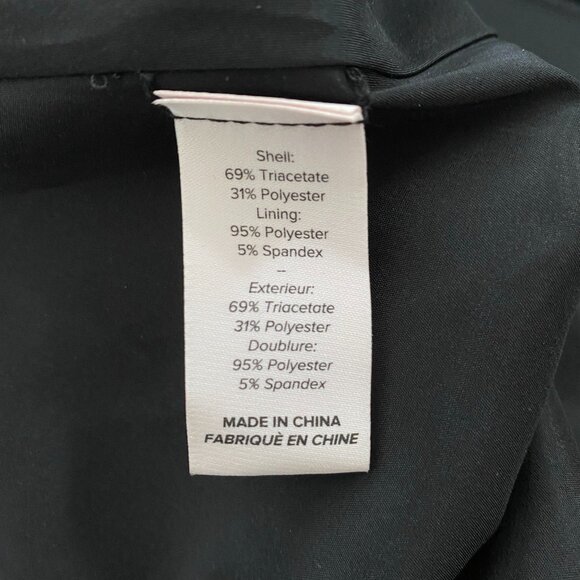 Shell:
69% Triacetate
31% Polyester
Lining:
95% Polyester
5% Spandex
--
Exterieur:
69% Triacetate
31% Polyester
Doublure:
95% Polyester
5% Spandex
MADE IN CHINA
FABRIQUÈ EN CHINE